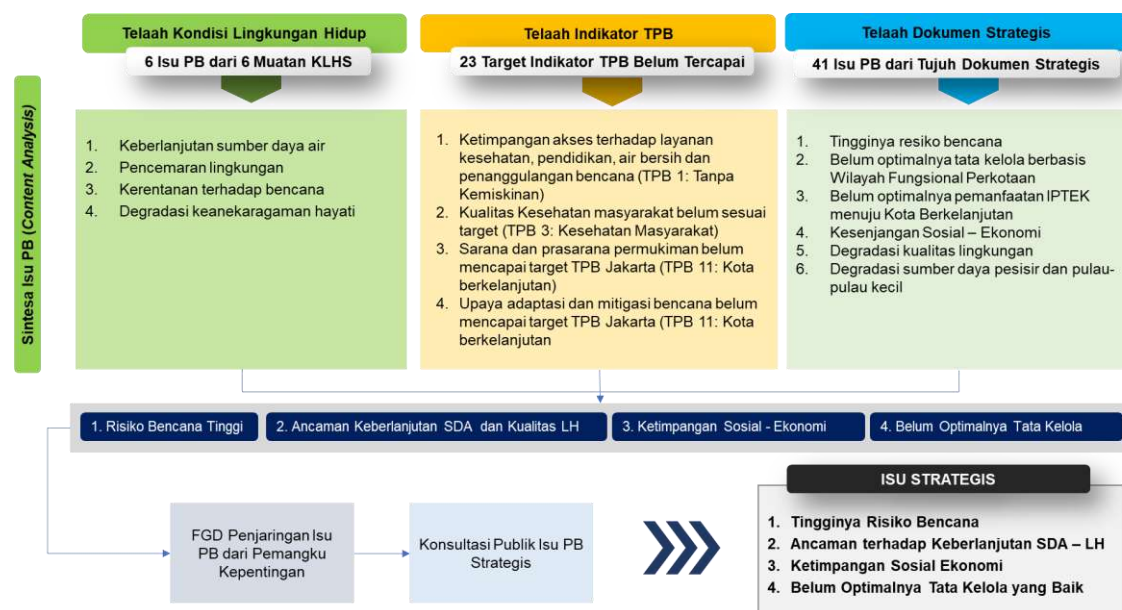 Telaah Kondisi Lingkungan Hidup
6 Isu PB dari 6 Muatan KLHS
Telaah Indikator TPB
23 Target Indikator TPB Belum Tercapai
Telaah Dokumen Strategis
41 Isu PB dari Tujuh Dokumen Strategis
Sintesa Isu PB (Content Analysis)
1. Keberlanjutan sumber daya air
2. Pencemaran lingkungan
3. Kerentanan terhadap bencana
4. Degradasi keanekaragaman hayati
1. Ketimpangan akses terhadap layanan
kesehatan, pendidikan, air bersih dan
penanggulangan bencana (TPB 1: Tanpa
Kemiskinan)
2. Kualitas Kesehatan masyarakat belum sesuai
target (TPB 3: Kesehatan Masyarakat)
3. Sarana dan prasarana permukiman belum
mencapai target TPB Jakarta (TPB 11: Kota
berkelanjutan)
4. Upaya adaptasi dan mitigasi bencana belum
mencapai target TPB Jakarta (TPB 11: Kota
berkelanjutan
1. Tingginya resiko bencana
2. Belum optimalnya tata kelola berbasis
Wilayah Fungsional Perkotaan
3. Belum optimalnya pemanfaatan IPTEK
menuju Kota Berkelanjutan
4. Kesenjangan Sosial – Ekonomi
5. Degradasi kualitas lingkungan
6. Degradasi sumber daya pesisir dan pulau-
pulau kecil
1. Risiko Bencana Tinggi
2. Ancaman Keberlanjutan SDA dan Kualitas LH
3. Ketimpangan Sosial - Ekonomi
4. Belum Optimalnya Tata Kelola
FGD Penjaringan Isu
PB dari Pemangku
Kepentingan
Konsultasi Publik Isu PB
Strategis
ISU STRATEGIS
1. Tingginya Risiko Bencana
2. Ancaman terhadap Keberlanjutan SDA – LH
3. Ketimpangan Sosial Ekonomi
4. Belum Optimalnya Tata Kelola yang Baik